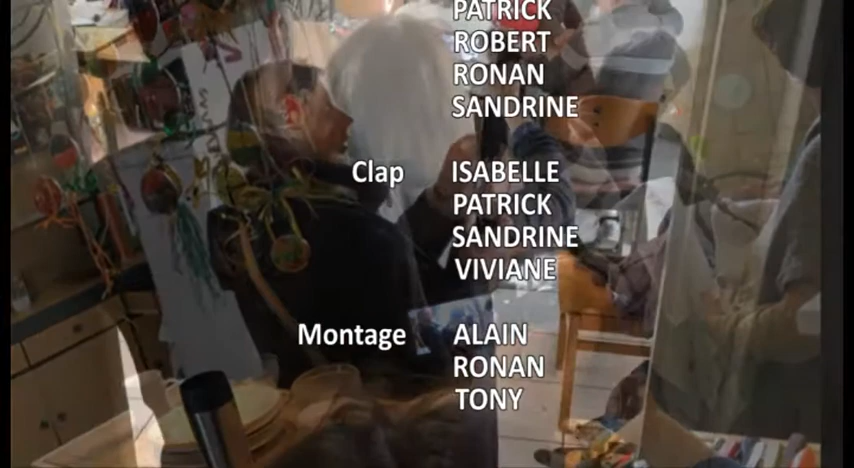 PATRICK
ROBERT
RONAN
SANDRINE
Clap ISABELLE
PATRICK
SANDRINE
VIVIANE
Montage ALAIN
RONAN
TONY